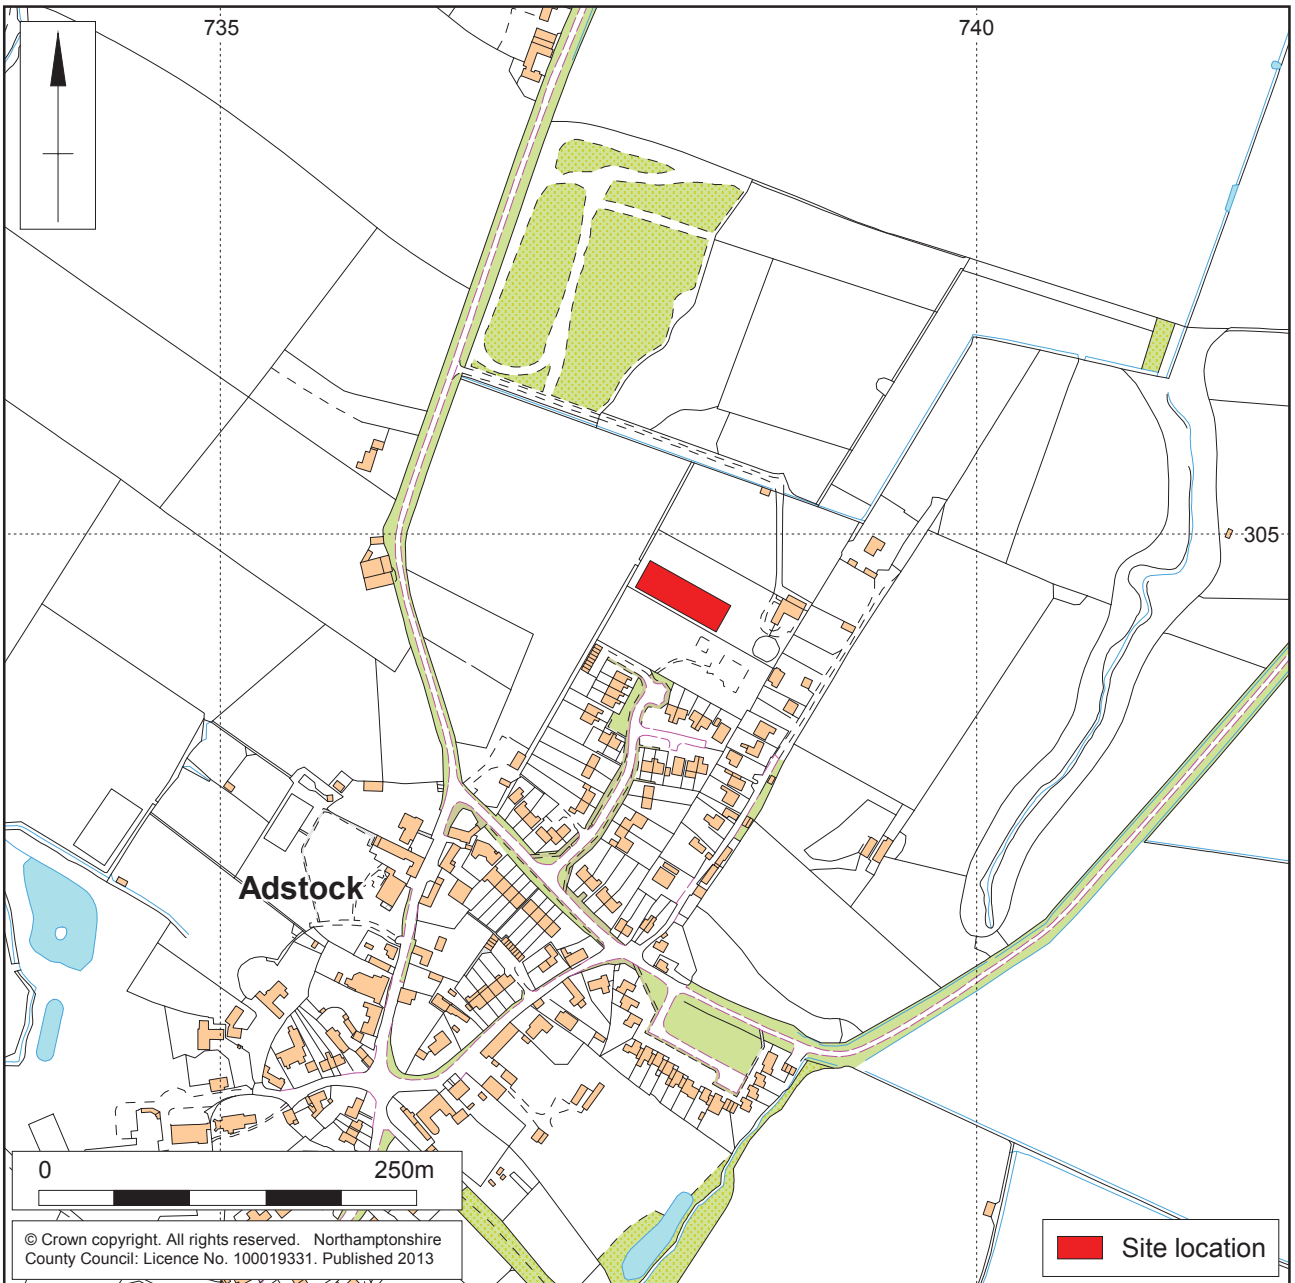 735
740
305
Adstock
0
250m
© Crown copyright. All rights reserved. Northamptonshire
County Council: Licence No. 100019331. Published 2013
Site location